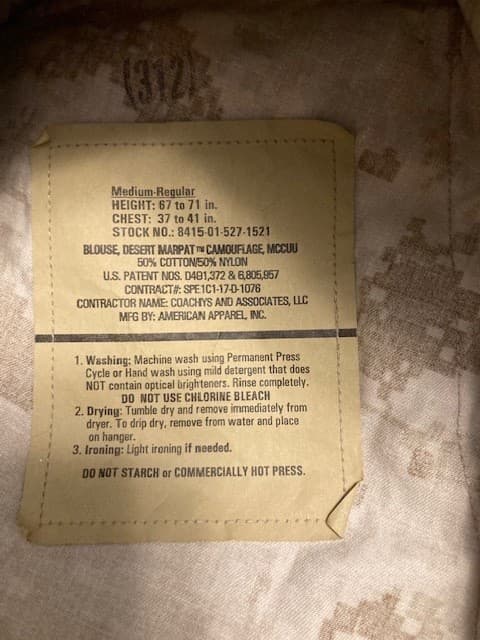 (312)
Medium-Regular
HEIGHT: 67 to 71 in.
CHEST: 37 to 41 in.
STOCK NO.: 8415-01-527-1521
BLOUSE, DESERT MARPAT™ CAMOUFLAGE, MCCUU
50% COTTON/50% NYLON
U.S. PATENT NOS. D491,372 & 6,805,957
CONTRACT#: SPE1C1-17-D-1076
CONTRACTOR NAME: COACHYS AND ASSOCIATES, LLC
MFG BY: AMERICAN APPAREL, INC.
1. Washing: Machine wash using Permanent Press
Cycle or Hand wash using mild detergent that does
NOT contain optical brighteners. Rinse completely.
DO NOT USE CHLORINE BLEACH
2. Drying: Tumble dry and remove immediately from
dryer. To drip dry, remove from water and place
on hanger.
3. Ironing: Light ironing if needed.
DO NOT STARCH or COMMERCIALLY HOT PRESS.